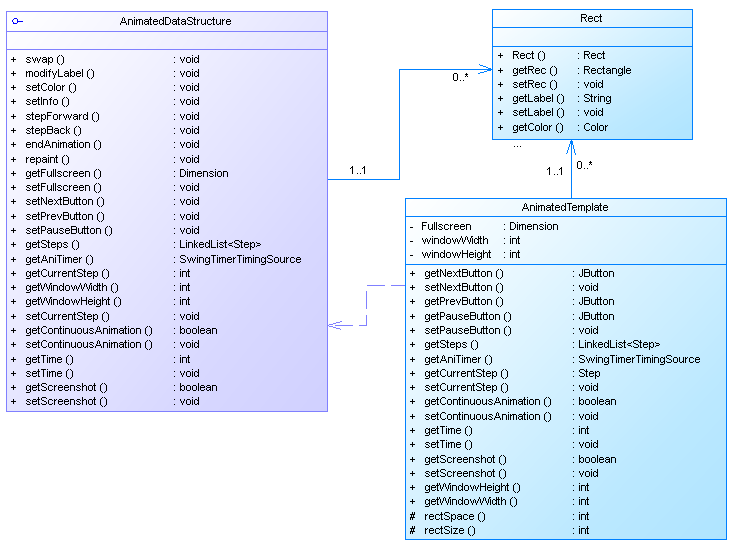 AnimatedDataStructure
+ swap () : void
+ modifyLabel () : void
+ setColor () : void
+ setInfo () : void
+ stepForward () : void
+ stepBack () : void
+ endAnimation () : void
+ repaint () : void
+ getFullscreen () : Dimension
+ setFullscreen () : void
+ setNextButton () : void
+ setPrevButton () : void
+ setPauseButton () : void
+ getSteps () : LinkedList<Step>
+ getAniTimer () : SwingTimerTimingSource
+ getCurrentStep () : int
+ getWindowWidth () : int
+ getWindowHeight () : int
+ setCurrentStep () : void
+ getContinuousAnimation () : boolean
+ setContinuousAnimation () : void
+ getTime () : int
+ setTime () : void
+ getScreenshot () : boolean
+ setScreenshot () : void
1..1
0..*
Rect
+ Rect () : Rect
+ getRec () : Rectangle
+ setRec () : void
+ getLabel () : String
+ setLabel () : void
+ getColor () : Color
...
0..*
1..1
AnimatedTemplate
- Fullscreen : Dimension
- windowWidth : int
- windowHeight : int
+ getNextButton () : JButton
+ setNextButton () : void
+ getPrevButton () : JButton
+ getPauseButton () : JButton
+ setPauseButton () : void
+ getSteps () : LinkedList<Step>
+ getAniTimer () : SwingTimerTimingSource
+ getCurrentStep () : Step
+ setCurrentStep () : void
+ getContinuousAnimation () : boolean
+ setContinuousAnimation () : void
+ getTime () : int
+ setTime () : void
+ getScreenshot () : boolean
+ setScreenshot () : void
+ getWindowHeight () : int
+ getWindowWidth () : int
# rectSpace () : int
# rectSize () : int